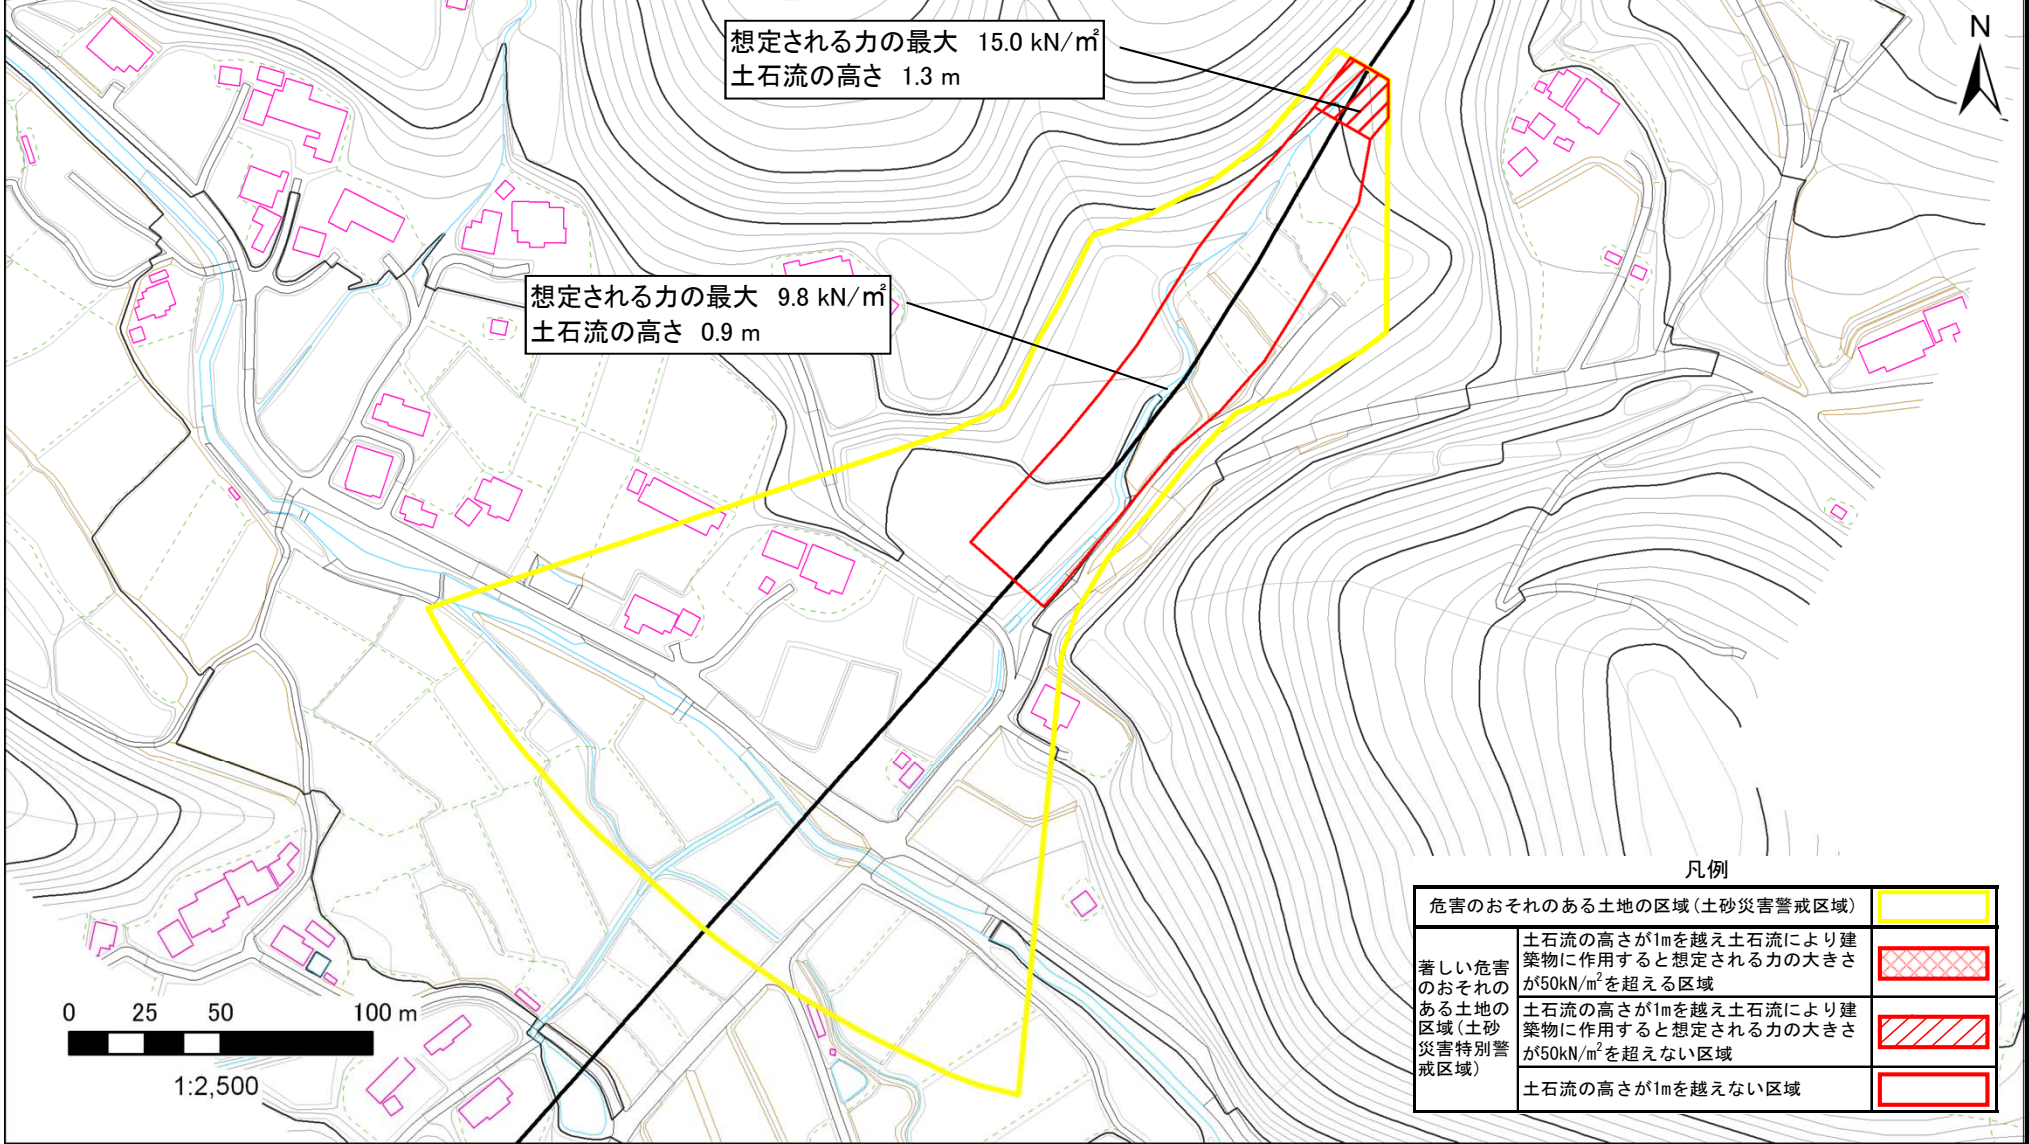 想定される力の最大 15.0 kN/㎡
土石流の高さ 1.3 m
N
想定される力の最大 9.8 kN/㎡
土石流の高さ 0.9 m
凡例
危害のおそれのある土地の区域(土砂災害警戒区域)
著しい危害
のおそれの
ある土地の
区域(土砂
災害特別警
戒区域)
土石流の高さが1mを越え土石流により建
築物に作用すると想定される力の大きさ
が50kN/m²を超える区域
土石流の高さが1mを越え土石流により建
築物に作用すると想定される力の大きさ
が50kN/m²を超えない区域
土石流の高さが1mを越えない区域
0 25 50 100 m
1:2,500